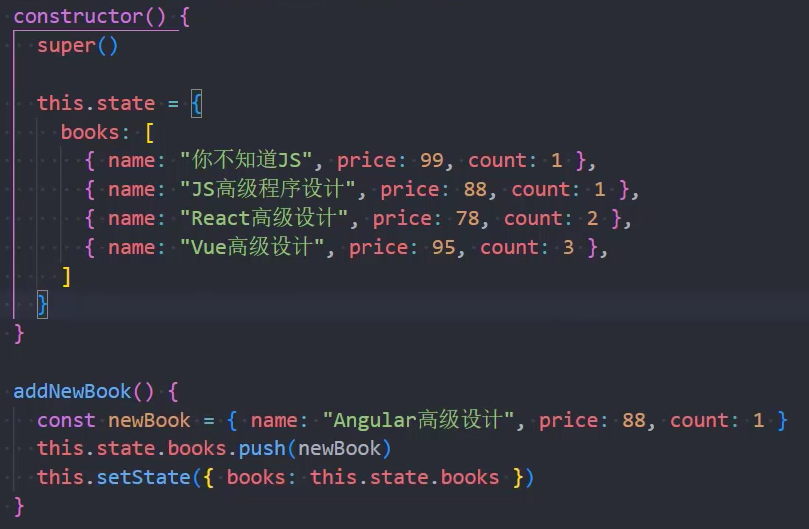 constructor() {
super()
this.state = {
books: [
{ name: "你不知道JS", price: 99, count: 1 },
{ name: "JS高级程序设计", price: 88, count: 1 },
{ name: "React高级设计", price: 78, count: 2 },
{ name: "Vue高级设计", price: 95, count: 3 },
]
}
}
addNewBook() {
const newBook = { name: "Angular高级设计", price: 88, count: 1 }
this.state.books.push(newBook)
this.setState({ books: this.state.books })
}